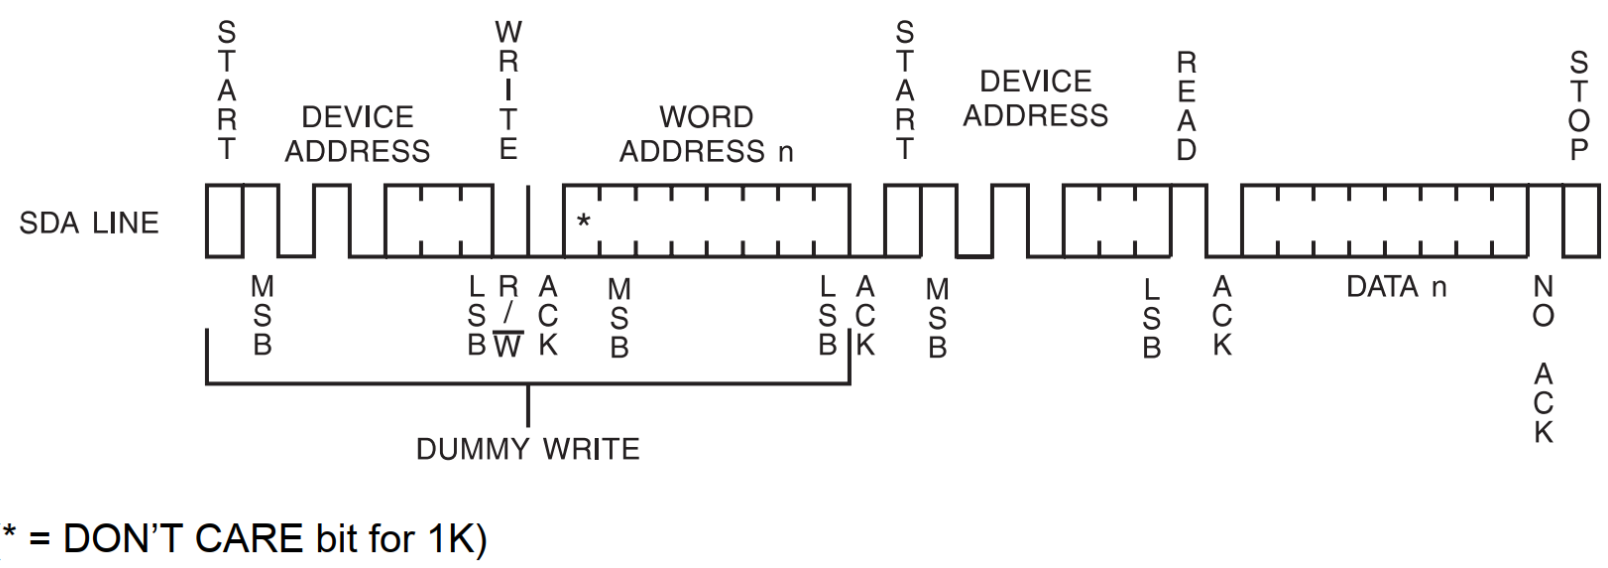 START
WRITE
START
READ
STOP
DEVICE
ADDRESS
WORD
ADDRESS n
DEVICE
ADDRESS
SDA LINE
*
MSB
LSB
R/W
ACK
MSB
LSB
ACK
MSB
LSB
ACK
DATA n
NO ACK
DUMMY WRITE
* = DON'T CARE bit for 1K)